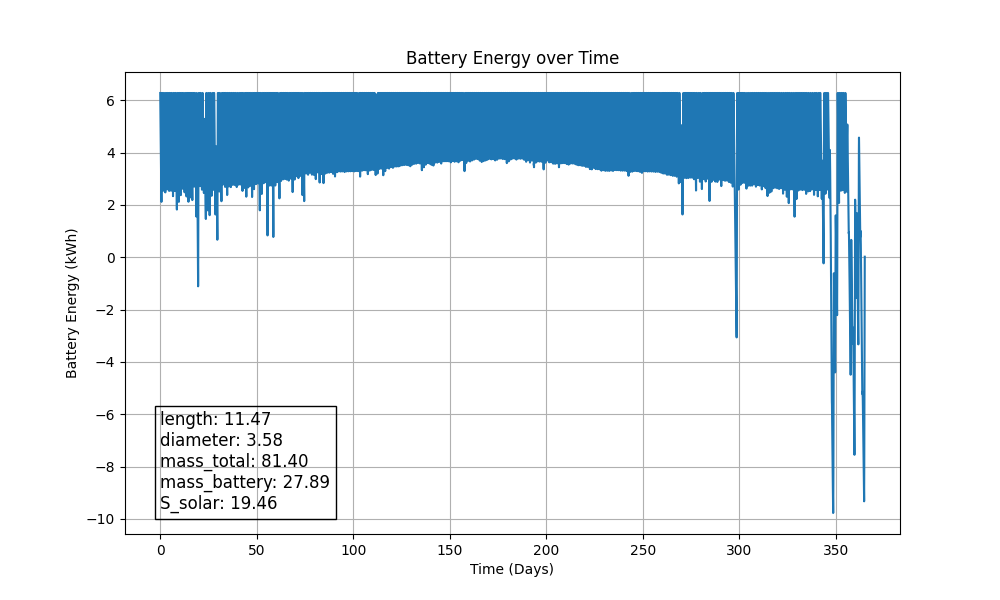 Battery Energy over Time
Battery Energy (kWh)
6
4
2
0
−2
−4
−6
−8
−10
length: 11.47
diameter: 3.58
mass_total: 81.40
mass_battery: 27.89
S_solar: 19.46
0 50 100 150 200 250 300 350
Time (Days)